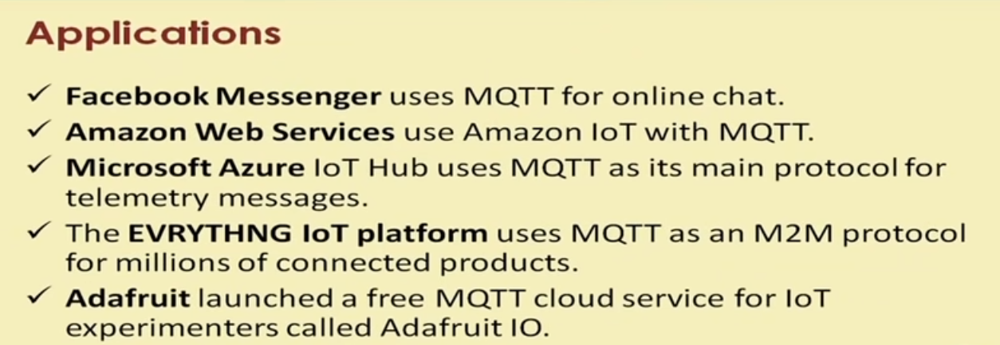 Applications
✓ Facebook Messenger uses MQTT for online chat.
✓ Amazon Web Services use Amazon IoT with MQTT.
✓ Microsoft Azure IoT Hub uses MQTT as its main protocol for
telemetry messages.
✓ The EVRYTHNG IoT platform uses MQTT as an M2M protocol
for millions of connected products.
✓ Adafruit launched a free MQTT cloud service for IoT
experimenters called Adafruit IO.